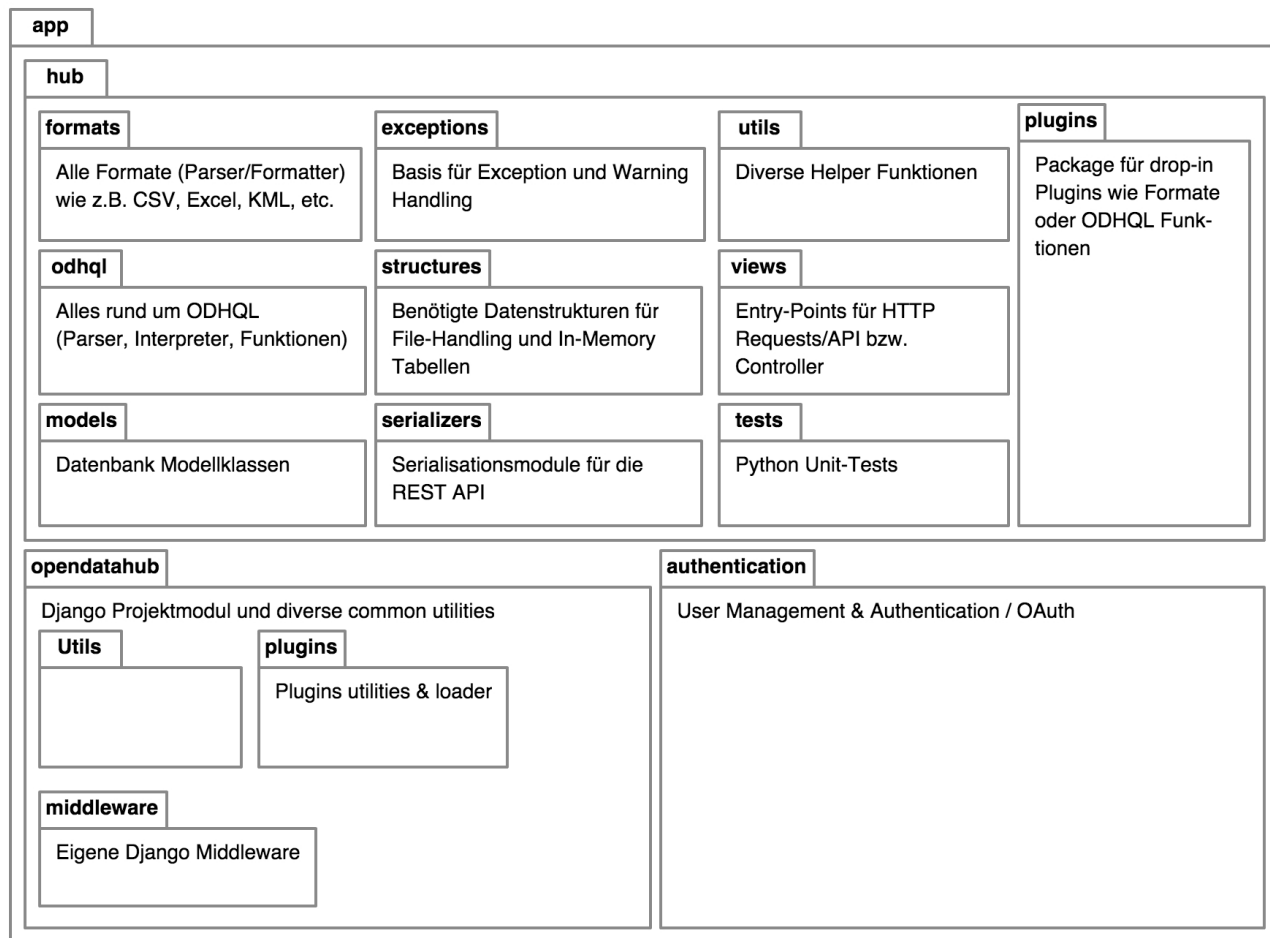 app
hub
formats
Alle Formate (Parser/Formatter)
wie z.B. CSV, Excel, KML, etc.
exceptions
Basis für Exception und Warning
Handling
utils
Diverse Helper Funktionen
plugins
Package für drop-in
Plugins wie Formate
oder ODHQL Funk-
tionen
odhql
Alles rund um ODHQL
(Parser, Interpreter, Funktionen)
structures
Benötigte Datenstrukturen für
File-Handling und In-Memory
Tabellen
views
Entry-Points für HTTP
Requests/API bzw.
Controller
models
Datenbank Modellklassen
serializers
Serialisationsmodule für die
REST API
tests
Python Unit-Tests
opendatahub
Django Projektmodul und diverse common utilities
Utils
plugins
Plugins utilities & loader
middleware
Eigene Django Middleware
authentication
User Management & Authentication / OAuth